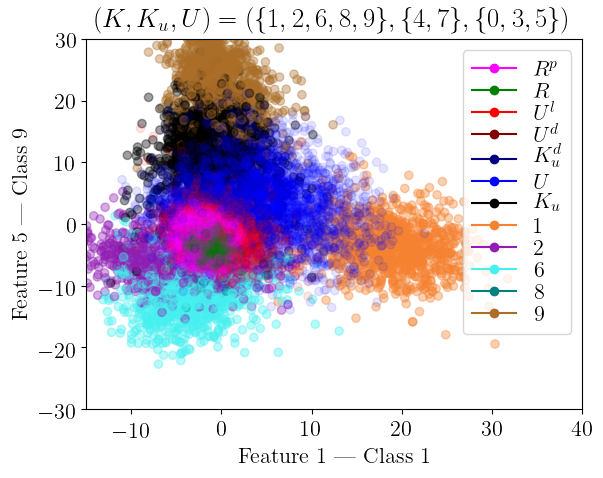 (K, K_u, U) = ({1, 2, 6, 8, 9}, {4, 7}, {0, 3, 5})
30
20
10
0
−10
−20
−30
Feature 5 — Class 9
R^p
R
U^l
U^d
K_u^d
U
K_u
1
2
6
8
9
−10
0
10
20
30
40
Feature 1 — Class 1